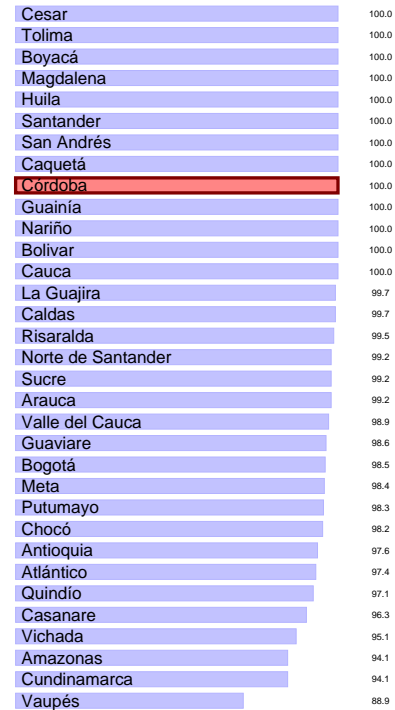 Cesar 100.0
Tolima 100.0
Boyacá 100.0
Magdalena 100.0
Huila 100.0
Santander 100.0
San Andrés 100.0
Caquetá 100.0
Córdoba 100.0
Guainía 100.0
Nariño 100.0
Bolivar 100.0
Cauca 100.0
La Guajira 99.7
Caldas 99.7
Risaralda 99.5
Norte de Santander 99.2
Sucre 99.2
Arauca 99.2
Valle del Cauca 98.9
Guaviare 98.6
Bogotá 98.5
Meta 98.4
Putumayo 98.3
Chocó 98.2
Antioquia 97.6
Atlántico 97.4
Quindío 97.1
Casanare 96.3
Vichada 95.1
Amazonas 94.1
Cundinamarca 94.1
Vaupés 88.9